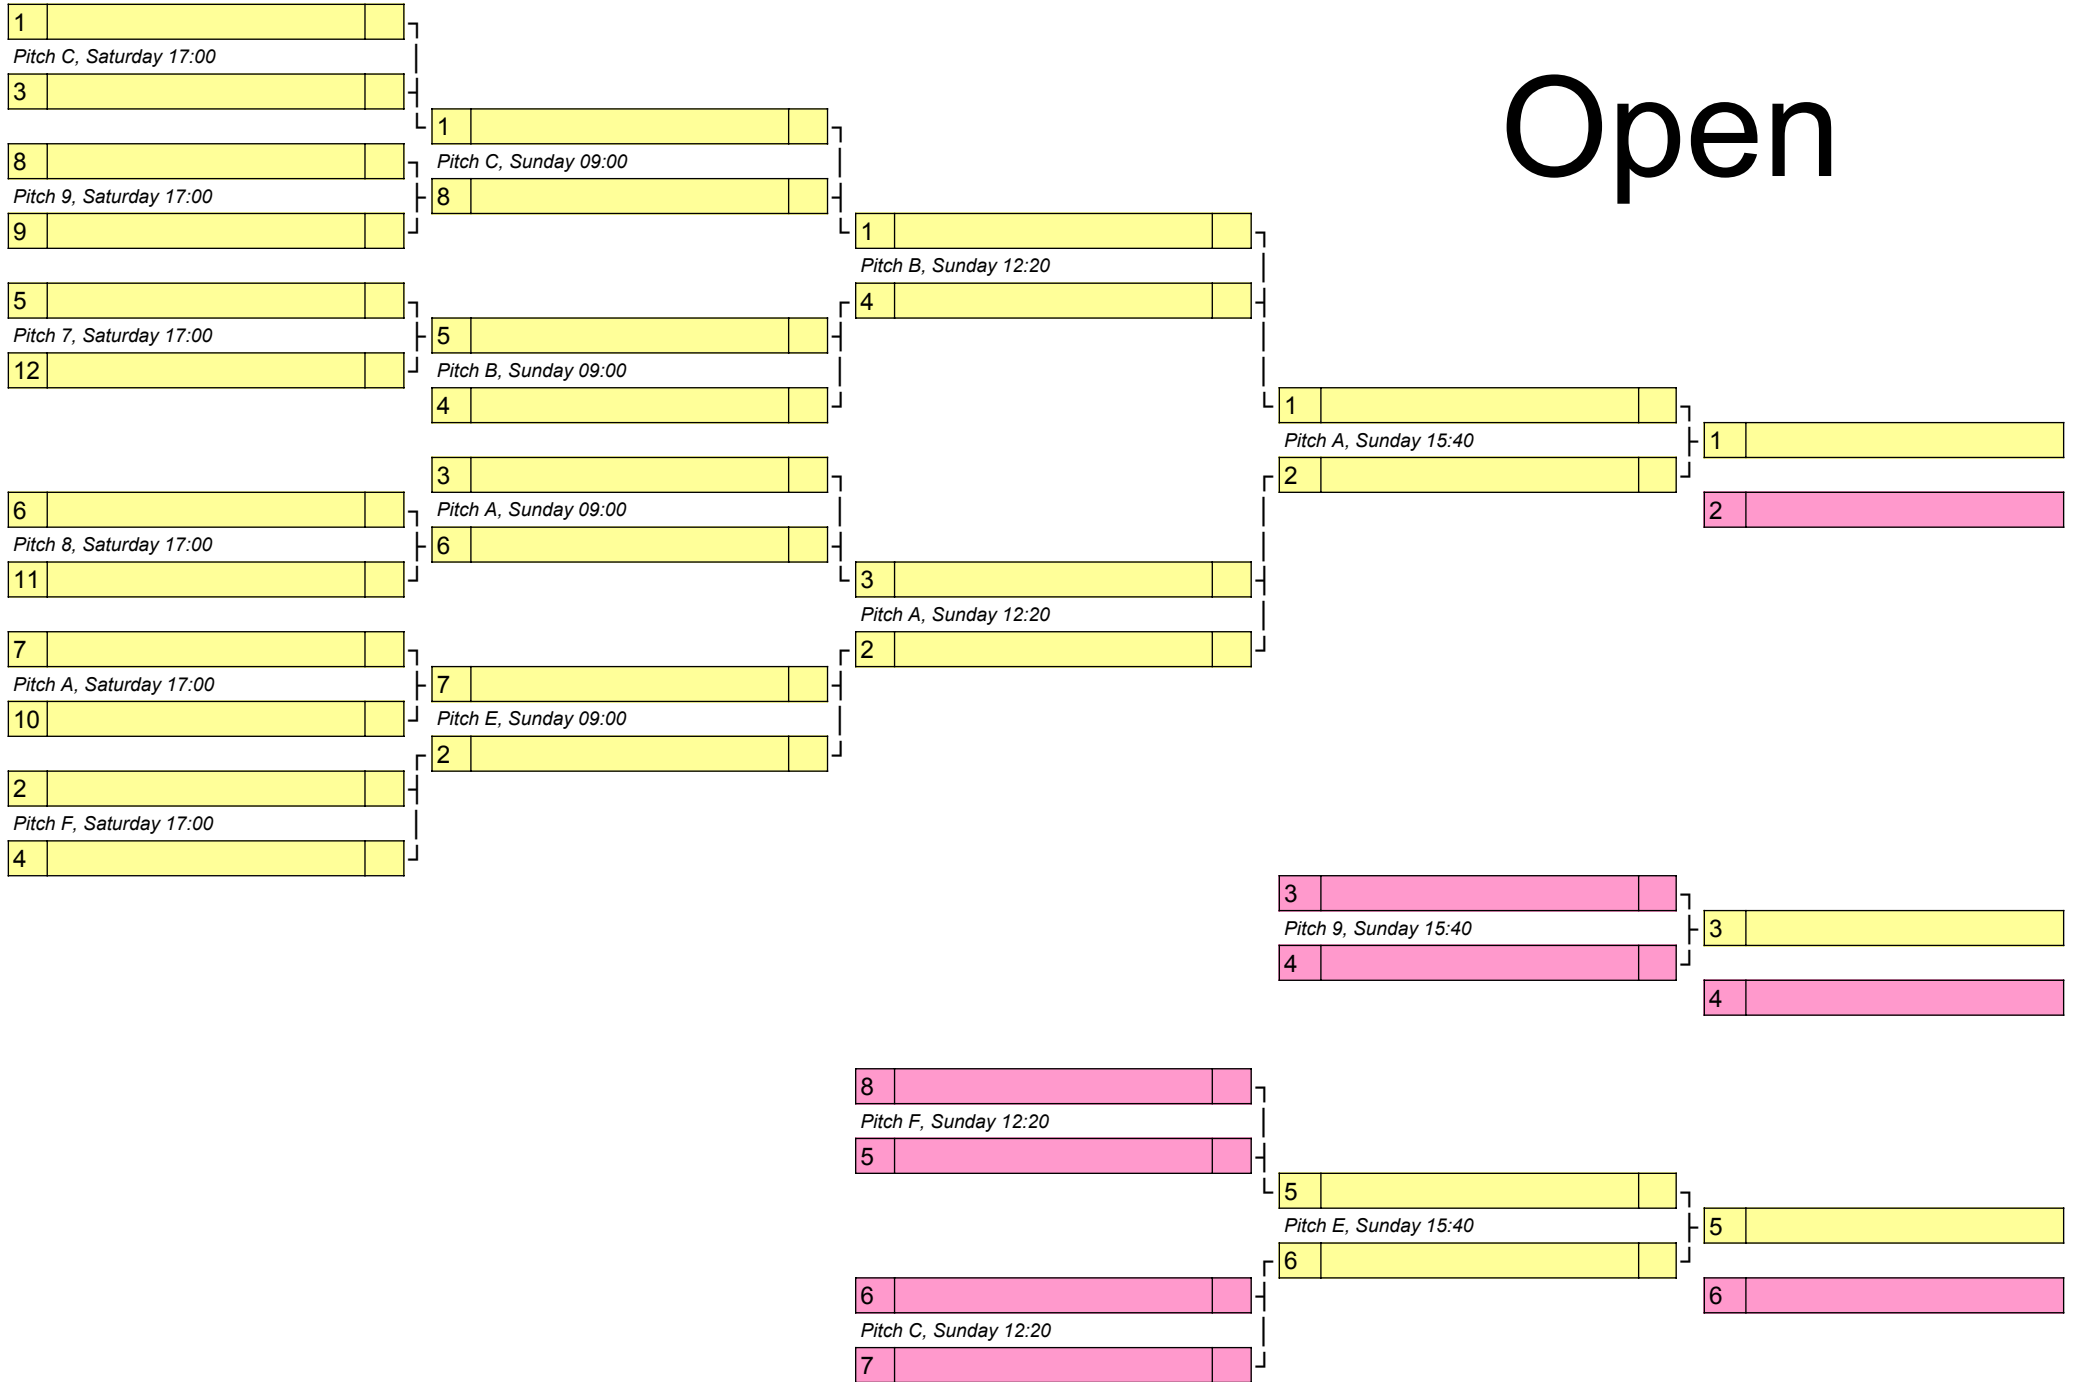 Open
1
Pitch C, Saturday 17:00
3
8
Pitch 9, Saturday 17:00
9
5
Pitch 7, Saturday 17:00
12
6
Pitch 8, Saturday 17:00
11
7
Pitch A, Saturday 17:00
10
2
Pitch F, Saturday 17:00
4
1
Pitch C, Sunday 09:00
8
5
Pitch B, Sunday 09:00
4
3
Pitch A, Sunday 09:00
6
7
Pitch E, Sunday 09:00
2
1
Pitch B, Sunday 12:20
4
3
Pitch A, Sunday 12:20
2
8
Pitch F, Sunday 12:20
5
6
Pitch C, Sunday 12:20
7
1
Pitch A, Sunday 15:40
2
3
Pitch 9, Sunday 15:40
4
5
Pitch E, Sunday 15:40
6
1
2
3
4
5
6